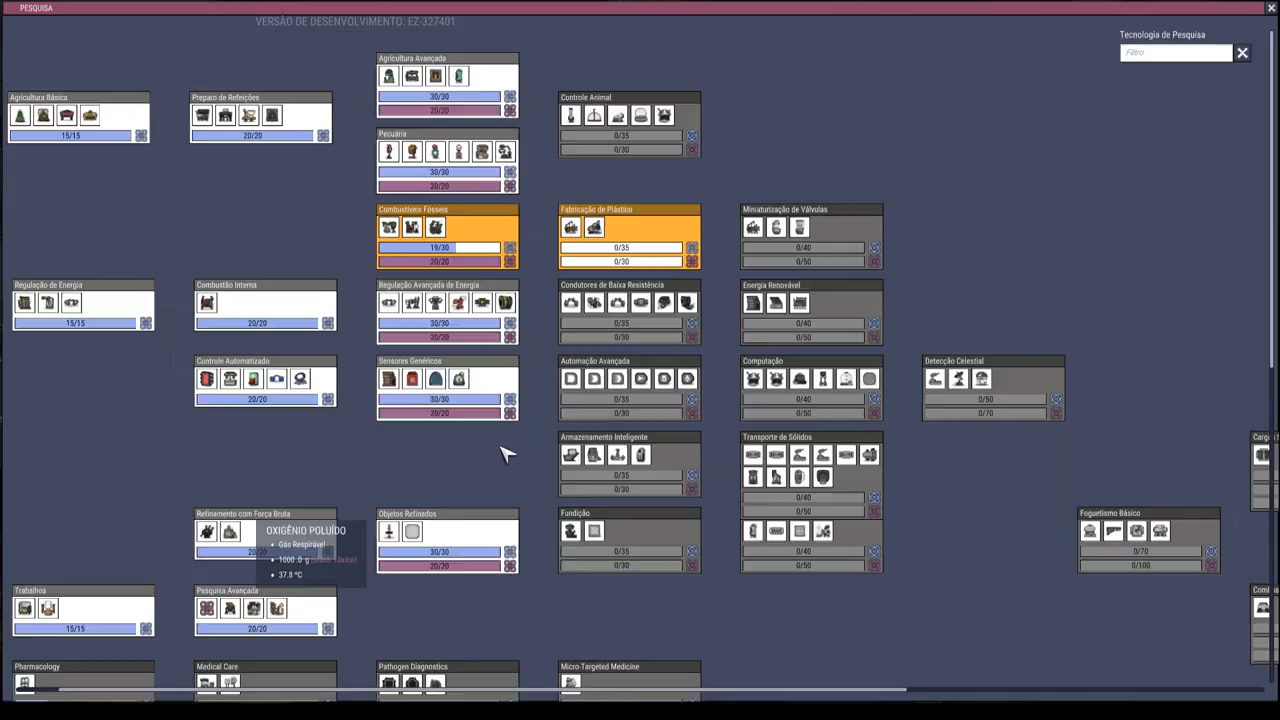 PESQUISA
VERSÃO DE DESENVOLVIMENTO: EZ-327401
Tecnologia de Pesquisa
Filtro
Agricultura Avançada
30/30
20/20
Agricultura Básica
15/15
Preparo de Refeições
20/20
Controle Animal
0/35
0/30
Pecuária
30/30
20/20
Combustíveis Fósseis
19/30
20/20
Fabricação de Plástico
0/35
0/30
Miniaturização de Válvulas
0/40
0/50
Regulação de Energia
15/15
Combustão Interna
20/20
Regulação Avançada de Energia
30/30
20/20
Condutores de Baixa Resistência
0/35
0/30
Energia Renovável
0/40
0/50
Controle Automatizado
20/20
Sensores Genéricos
30/30
20/20
Automação Avançada
0/35
0/30
Computação
0/40
0/50
Detecção Celestial
0/50
0/70
Armazenamento Inteligente
0/35
0/30
Transporte de Sólidos
0/40
0/50
Refinamento com Força Bruta
20/20
OXIGÊNIO POLUÍDO
Gás Respirável
1000 .0 g
37.8 ºC
Objetos Refinados
30/30
20/20
Fundição
0/35
0/30
0/40
0/50
Foguetismo Básico
0/70
0/100
Trabalhos
15/15
Pesquisa Avançada
20/20
Pharmacology
Medical Care
Pathogen Diagnostics
Micro-Targeted Medicine